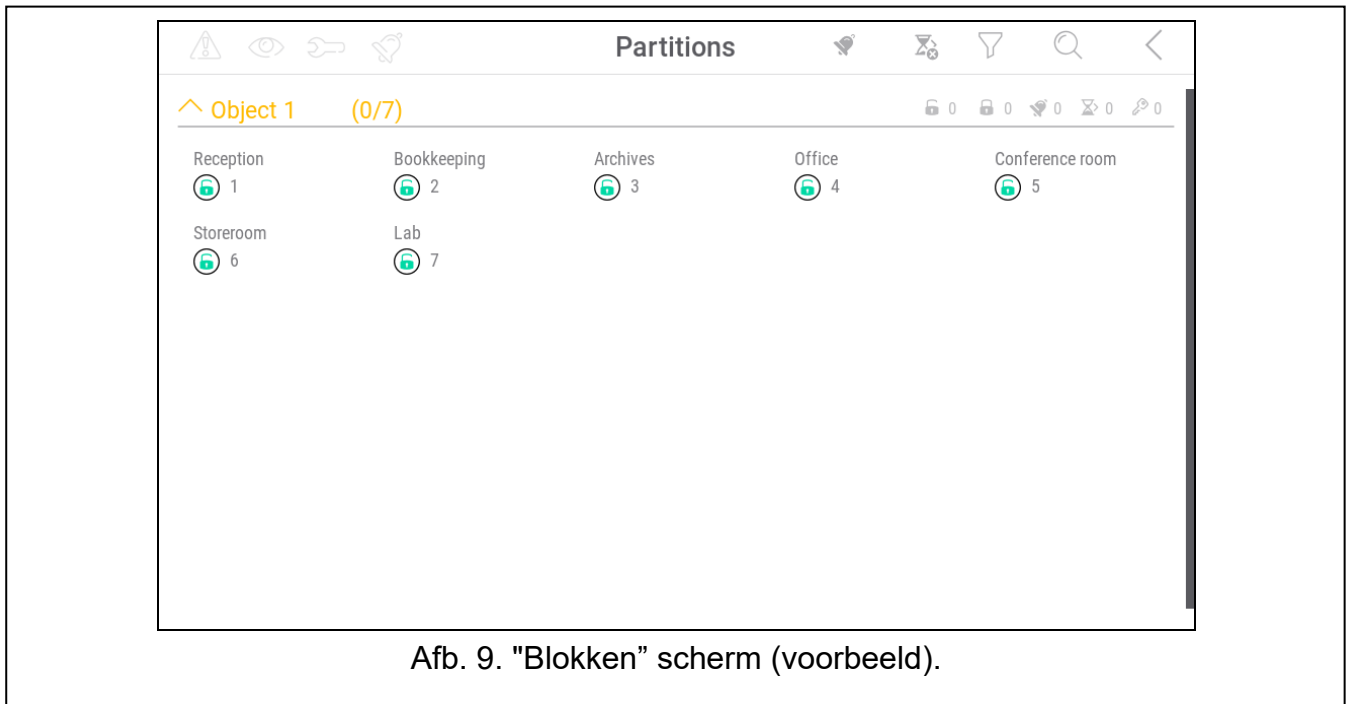 Partitions
Object 1 (0/7) 0 0 0 0 0
Reception Bookkeeping Archives Office Conference room
1 2 3 4 5
Storeroom Lab
6 7
Afb. 9. "Blokken” scherm (voorbeeld).